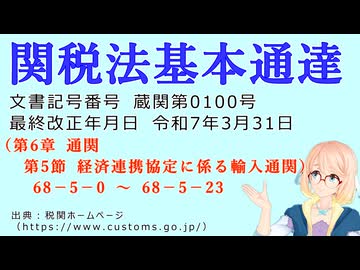 関税法基本通達
文書記号番号 蔵関第0100号
最終改正年月日 令和7年3月31日
(第6章 通関
第5節 経済連携協定に係る輸入通関)
68－5－0 ～ 68－5－23
出典：税関ホームページ
(https://www.customs.go.jp/)